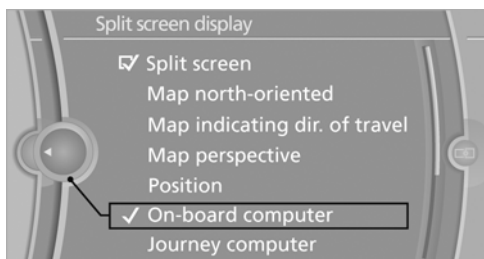 Split screen display
Split screen
Map north-oriented
Map indicating dir. of travel
Map perspective
Position
On-board computer
Journey computer